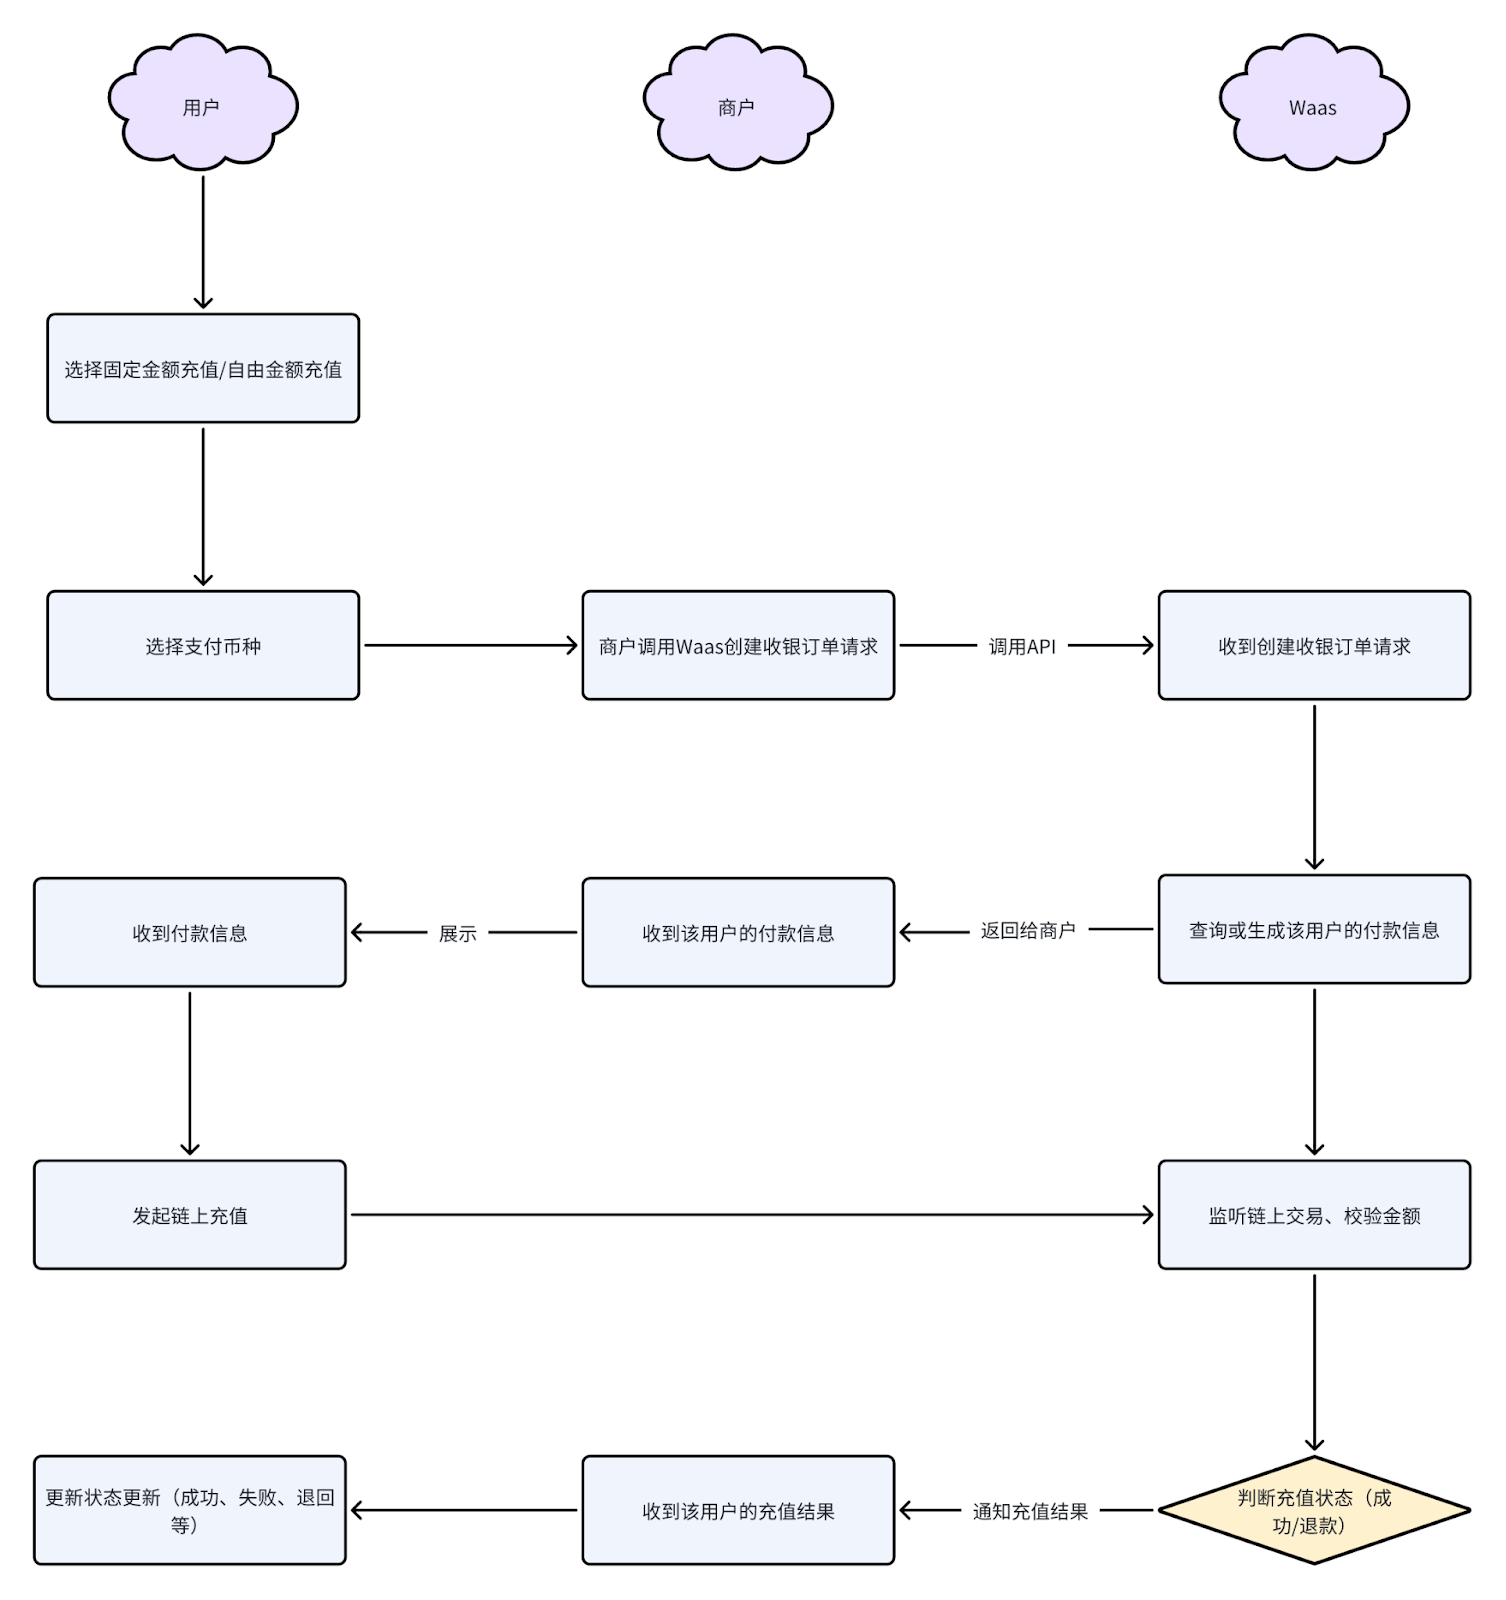 用户
商户
Waas
选择固定金额充值/自由金额充值
选择支付币种
商户调用Waas创建收银订单请求
调用API
收到创建收银订单请求
收到付款信息
展示
收到该用户的付款信息
返回给商户
查询或生成该用户的付款信息
发起链上充值
监听链上交易、校验金额
更新状态更新（成功、失败、退回
等）
收到该用户的充值结果
通知充值结果
判断充值状态（成
功/退款）